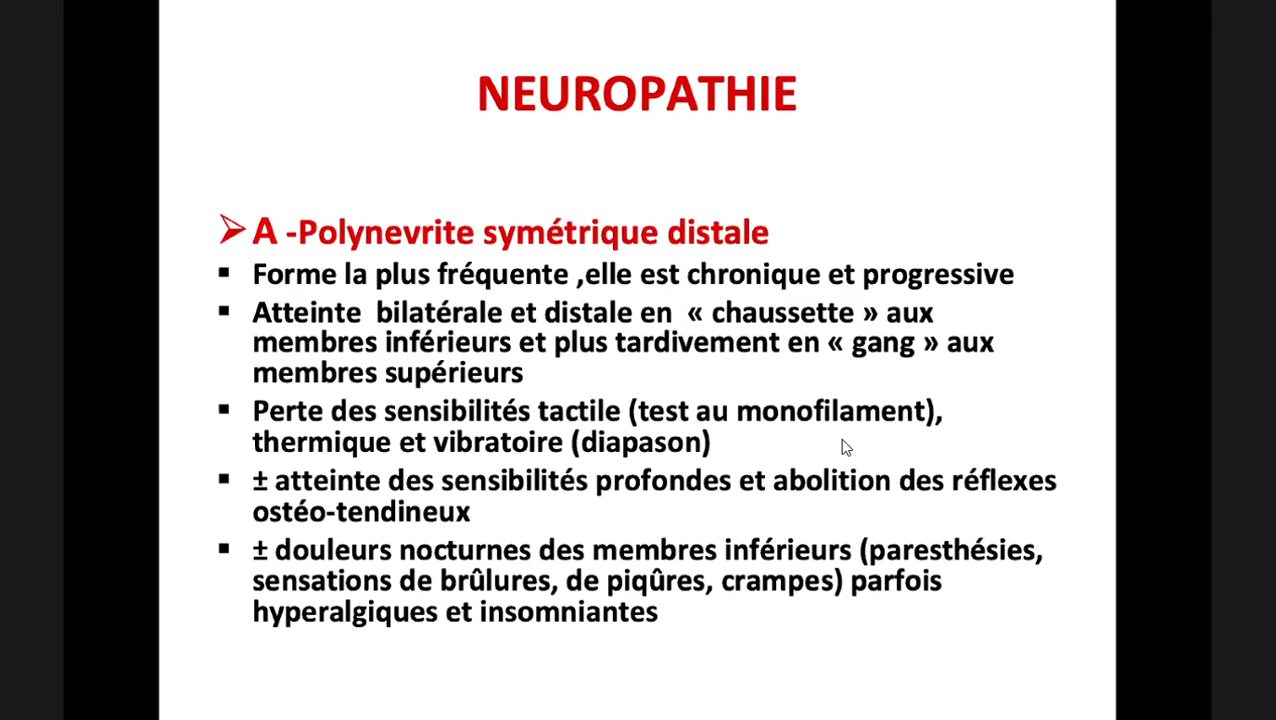 NEUROPATHIE
➢ A -Polynevrite symétrique distale
▪ Forme la plus fréquente ,elle est chronique et progressive
▪ Atteinte bilatérale et distale en « chaussette » aux
membres inférieurs et plus tardivement en « gang » aux
membres supérieurs
▪ Perte des sensibilités tactile (test au monofilament),
thermique et vibratoire (diapason)
▪ ± atteinte des sensibilités profondes et abolition des réflexes
ostéo-tendineux
▪ ± douleurs nocturnes des membres inférieurs (paresthésies,
sensations de brûlures, de piqûres, crampes) parfois
hyperalgiques et insomniantes